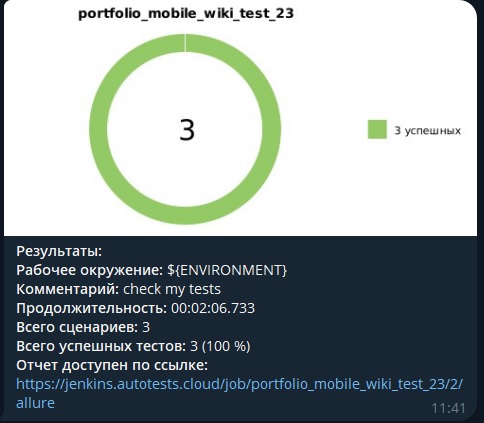 portfolio_mobile_wiki_test_23
3
3 успешных
Результаты:
Рабочее окружение: ${ENVIRONMENT}
Комментарий: check my tests
Продолжительность: 00:02:06.733
Всего сценариев: 3
Всего успешных тестов: 3 (100 %)
Отчет доступен по ссылке:
https://jenkins.autotests.cloud/job/portfolio_mobile_wiki_test_23/2/
allure
11:41